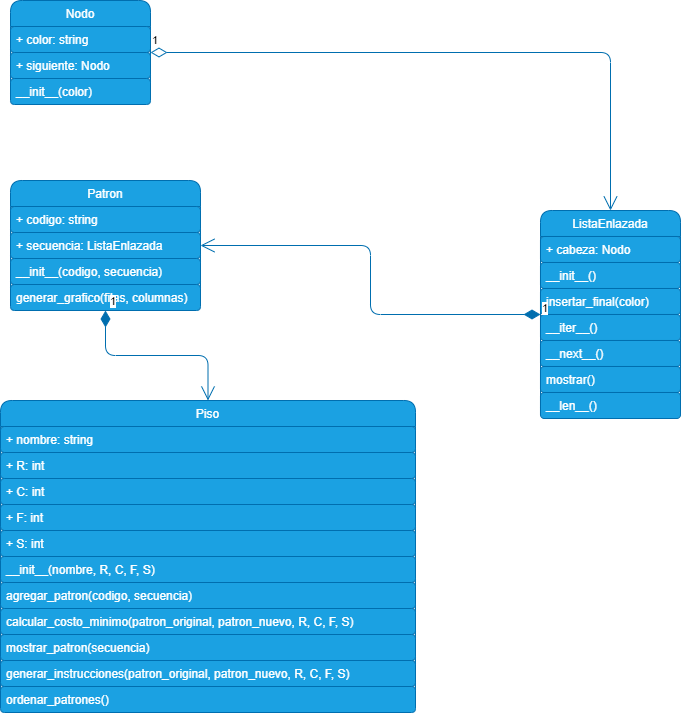 Nodo
+ color: string
+ siguiente: Nodo
__init__(color)
1
Patron
+ codigo: string
+ secuencia: ListaEnlazada
__init__(codigo, secuencia)
generar_grafico(filas, columnas)
1
ListaEnlazada
+ cabeza: Nodo
__init__()
insertar_final(color)
1
__iter__()
__next__()
mostrar()
__len__()
Piso
+ nombre: string
+ R: int
+ C: int
+ F: int
+ S: int
__init__(nombre, R, C, F, S)
agregar_patron(codigo, secuencia)
calcular_costo_minimo(patron_original, patron_nuevo, R, C, F, S)
mostrar_patron(secuencia)
generar_instrucciones(patron_original, patron_nuevo, R, C, F, S)
ordenar_patrones()